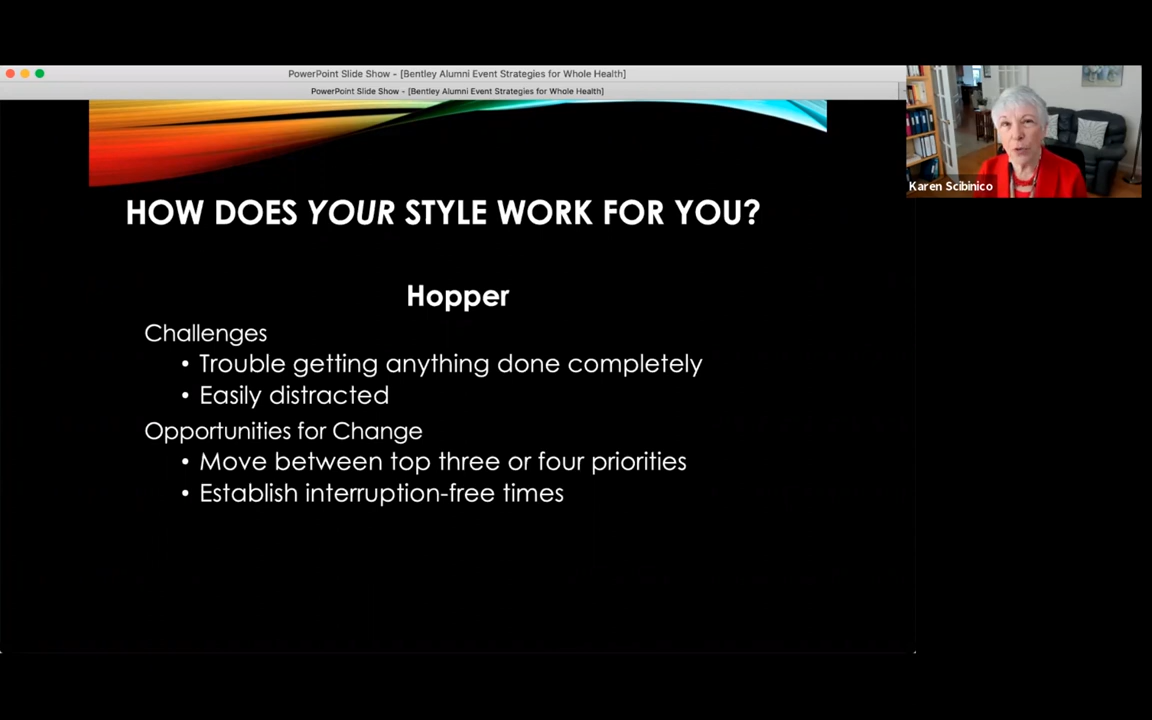 PowerPoint Slide Show - [Bentley Alumni Event Strategies for Whole Health]
PowerPoint Slide Show - [Bentley Alumni Event Strategies for Whole Health]
Karen Scibinico
HOW DOES YOUR STYLE WORK FOR YOU?
Hopper
Challenges
• Trouble getting anything done completely
• Easily distracted
Opportunities for Change
• Move between top three or four priorities
• Establish interruption-free times